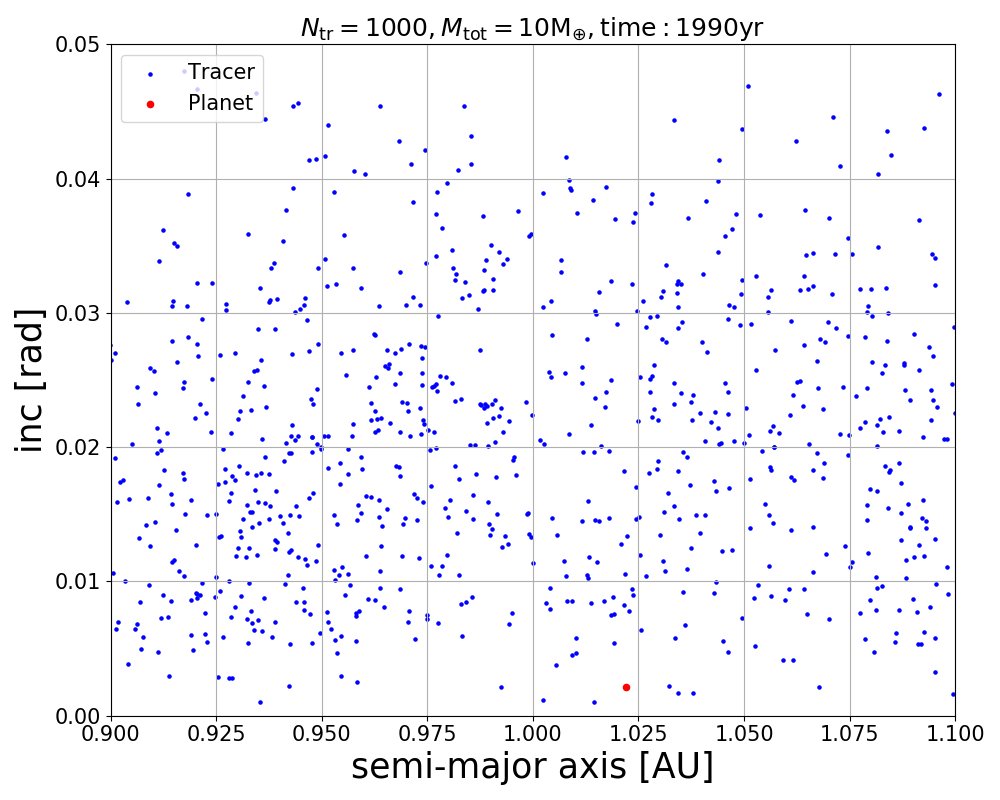 N_tr = 1000, M_tot = 10M_⊕, time : 1990yr
Tracer
Planet
inc [rad]
0.05
0.04
0.03
0.02
0.01
0.00
0.900 0.925 0.950 0.975 1.000 1.025 1.050 1.075 1.100
semi-major axis [AU]